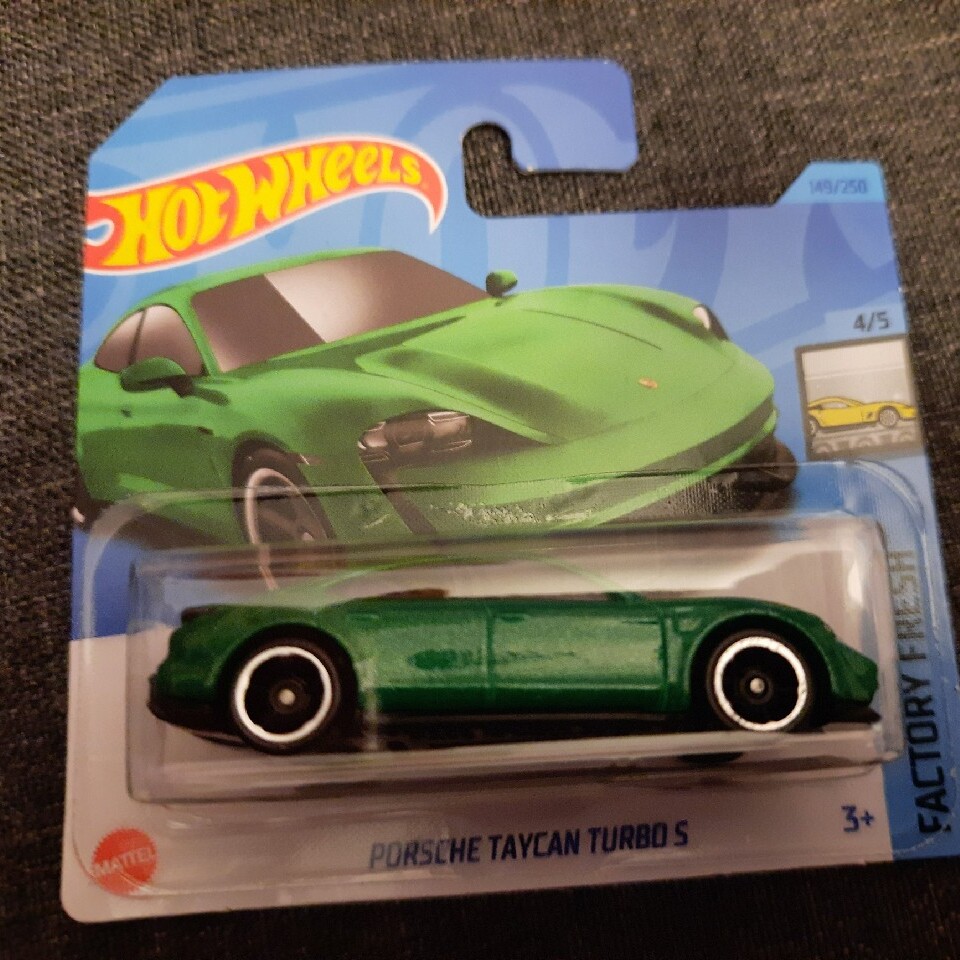 HOT WHEELS
149/250
4/5
FACTORY FRESH
PORSCHE TAYCAN TURBO S
3+
MATTEL